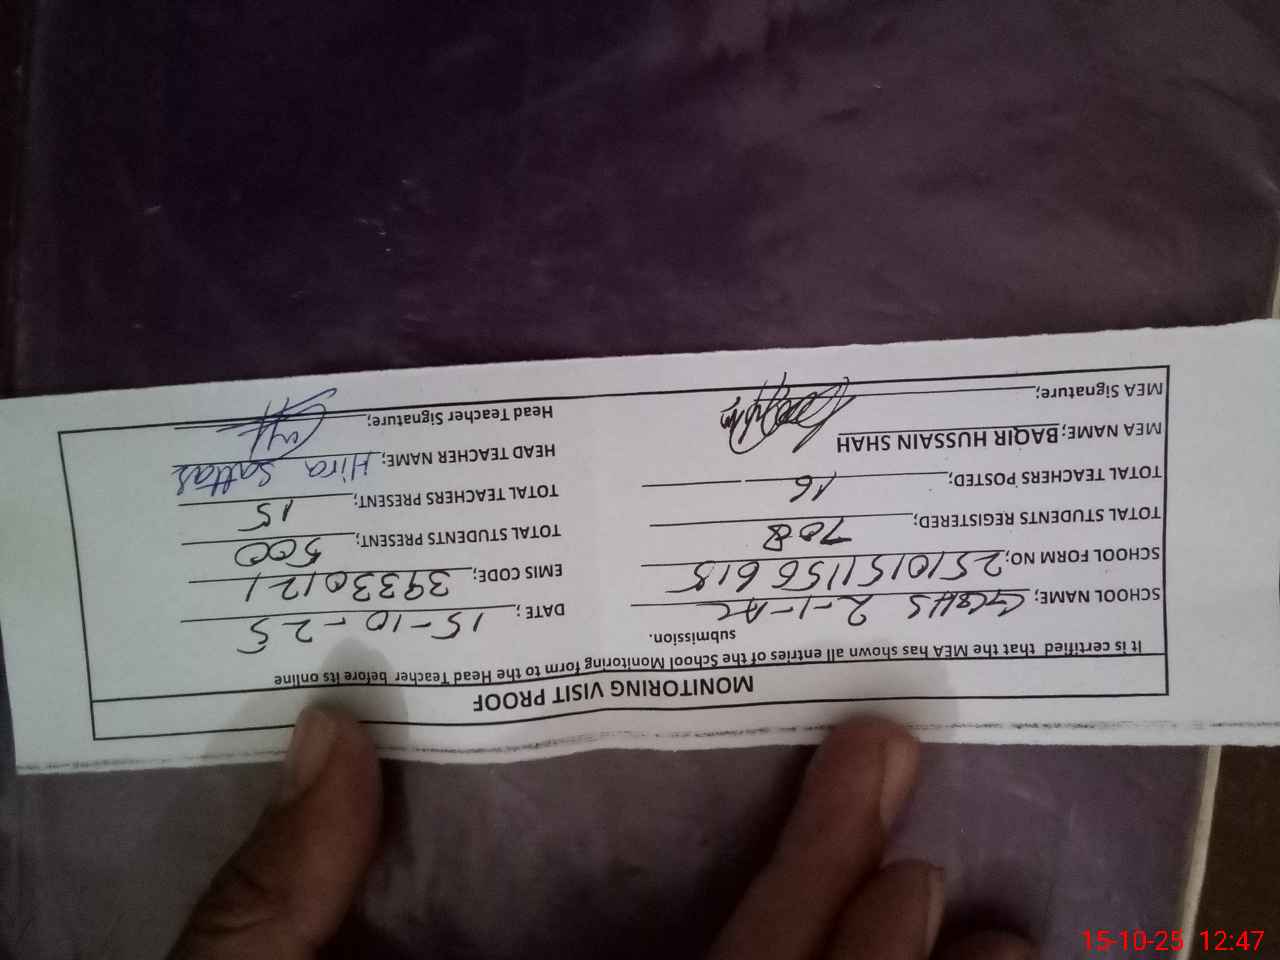 MONITORING VISIT PROOF
It is certified that the MEA has shown all entries of the School Monitoring form to the Head Teacher before its online
submission.
SCHOOL NAME; GGHS 2-1-AL DATE; 15-10-25
SCHOOL FORM NO; 251015115 6615 EMIS CODE; 39330121
TOTAL STUDENTS REGISTERED; 708 TOTAL STUDENTS PRESENT; 500
TOTAL TEACHERS POSTED; 16 TOTAL TEACHERS PRESENT; 15
MEA NAME; BAQIR HUSSAIN SHAH HEAD TEACHER NAME; Hira Sattar
MEA Signature; Head Teacher Signature;
15-10-25 12:47